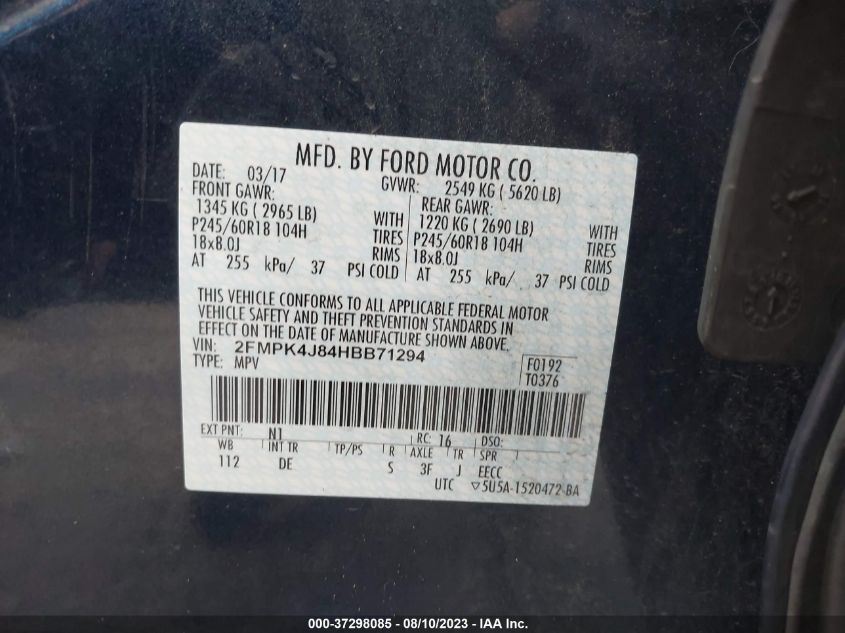 MFD. BY FORD MOTOR CO.
DATE: 03/17 GVWR: 2549 KG ( 5620 LB)
FRONT GAWR: REAR GAWR:
1345 KG ( 2965 LB) WITH 1220 KG ( 2690 LB) WITH
P245/60R18 104H TIRES P245/60R18 104H TIRES
18x8.0J RIMS 18x8.0J RIMS
AT 255 kPa/ 37 PSI COLD AT 255 kPa/ 37 PSI COLD
THIS VEHICLE CONFORMS TO ALL APPLICABLE FEDERAL MOTOR
VEHICLE SAFETY AND THEFT PREVENTION STANDARDS IN
EFFECT ON THE DATE OF MANUFACTURE SHOWN ABOVE.
VIN: 2FMPK4J84HBB71294
TYPE: MPV
F0192
T0376
EXT PNT: N1 RC: 16 DSO:
WB INT TR TP/PS R AXLE TR SPR
112 DE S 3F J EECC
UTC ▽5U5A-1520472-BA
000-37298085 - 08/10/2023 - IAA Inc.